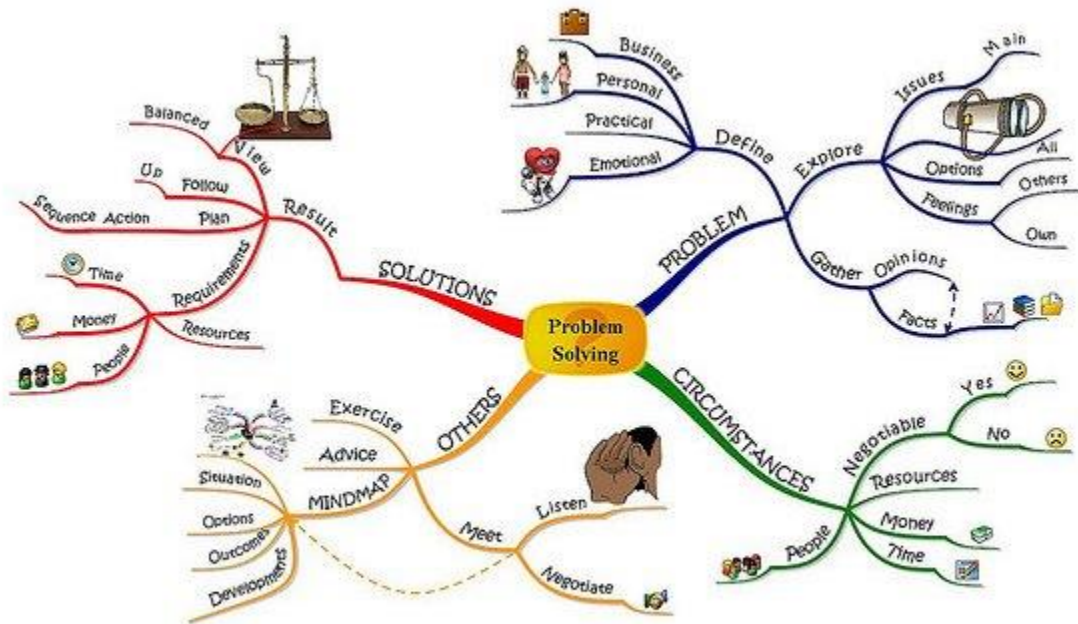 Problem
Solving
PROBLEM
Define
Business
Personal
Practical
Emotional
Explore
Issues
Main
All
Options
Feelings
Others
Own
Gather
Opinions
Facts
CIRCUMSTANCES
Negotiable
Yes
No
Resources
Money
Time
People
OTHERS
Exercise
Advice
MINDMAP
Situation
Options
Outcomes
Developments
Meet
Listen
Negotiate
SOLUTIONS
Result
View
Balanced
Follow
Up
Plan
Sequence Action
Requirements
Time
Money
People
Resources